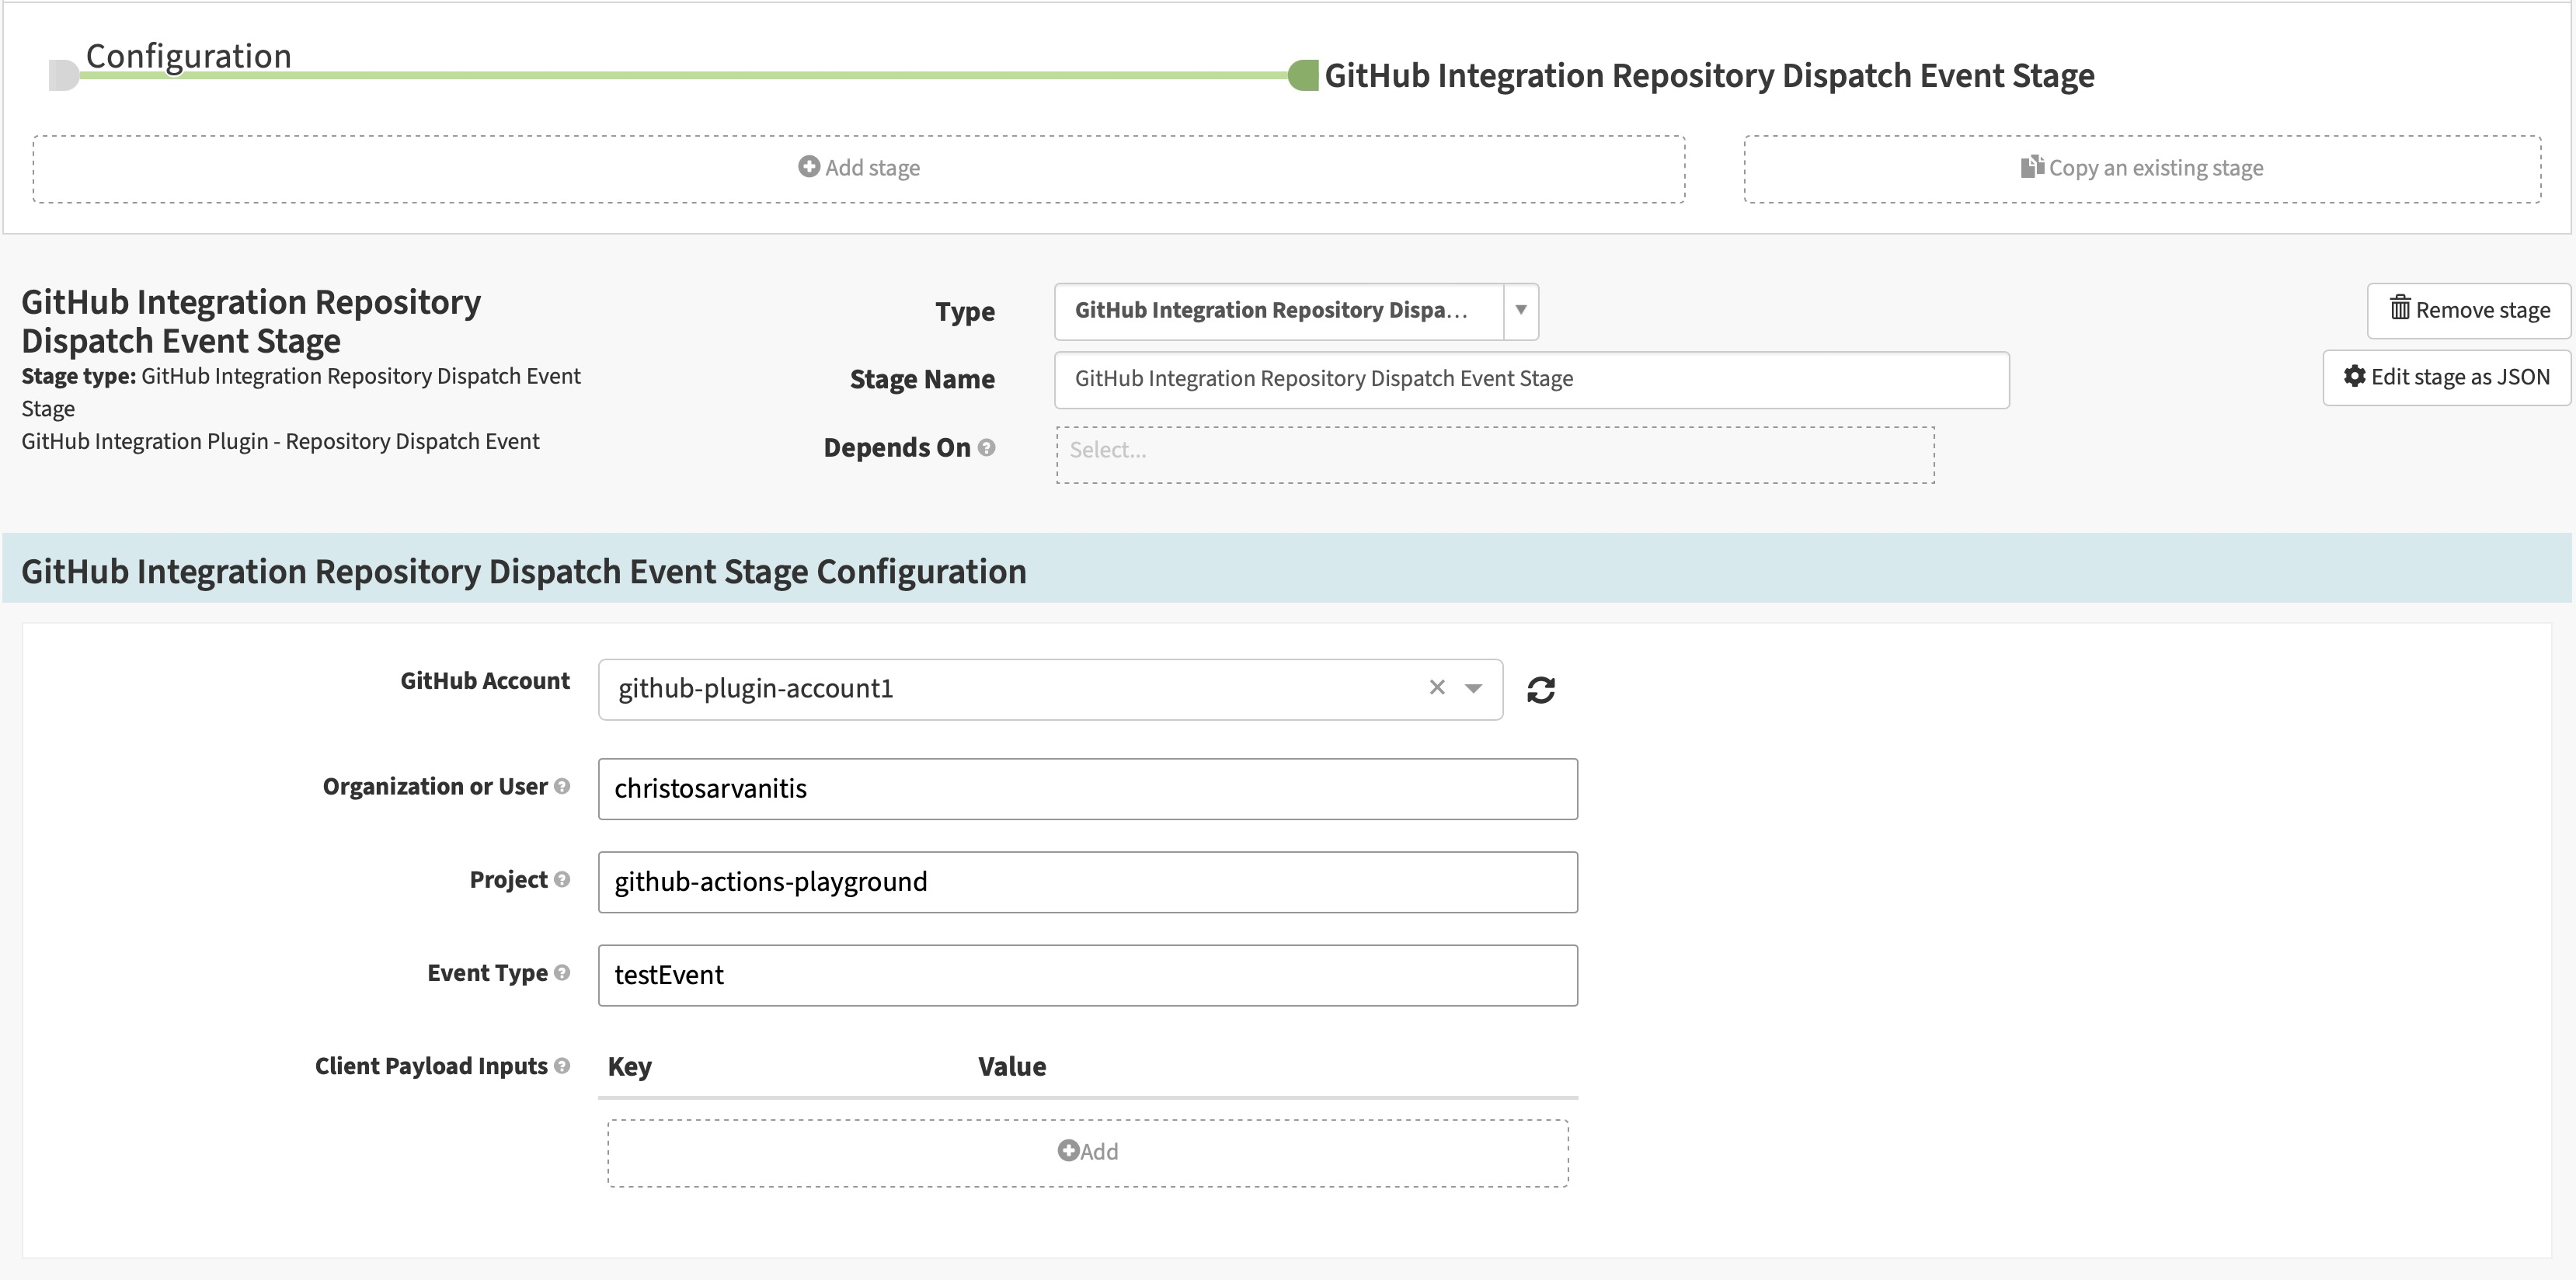 Configuration
GitHub Integration Repository Dispatch Event Stage
Add stage
Copy an existing stage
GitHub Integration Repository
Dispatch Event Stage
Stage type: GitHub Integration Repository Dispatch Event
Stage
GitHub Integration Plugin - Repository Dispatch Event
Type
GitHub Integration Repository Dispa...
Stage Name
GitHub Integration Repository Dispatch Event Stage
Depends On ?
Select...
Remove stage
Edit stage as JSON
GitHub Integration Repository Dispatch Event Stage Configuration
GitHub Account
github-plugin-account1
Organization or User ?
christosarvanitis
Project ?
github-actions-playground
Event Type ?
testEvent
Client Payload Inputs ?
Key Value
Add